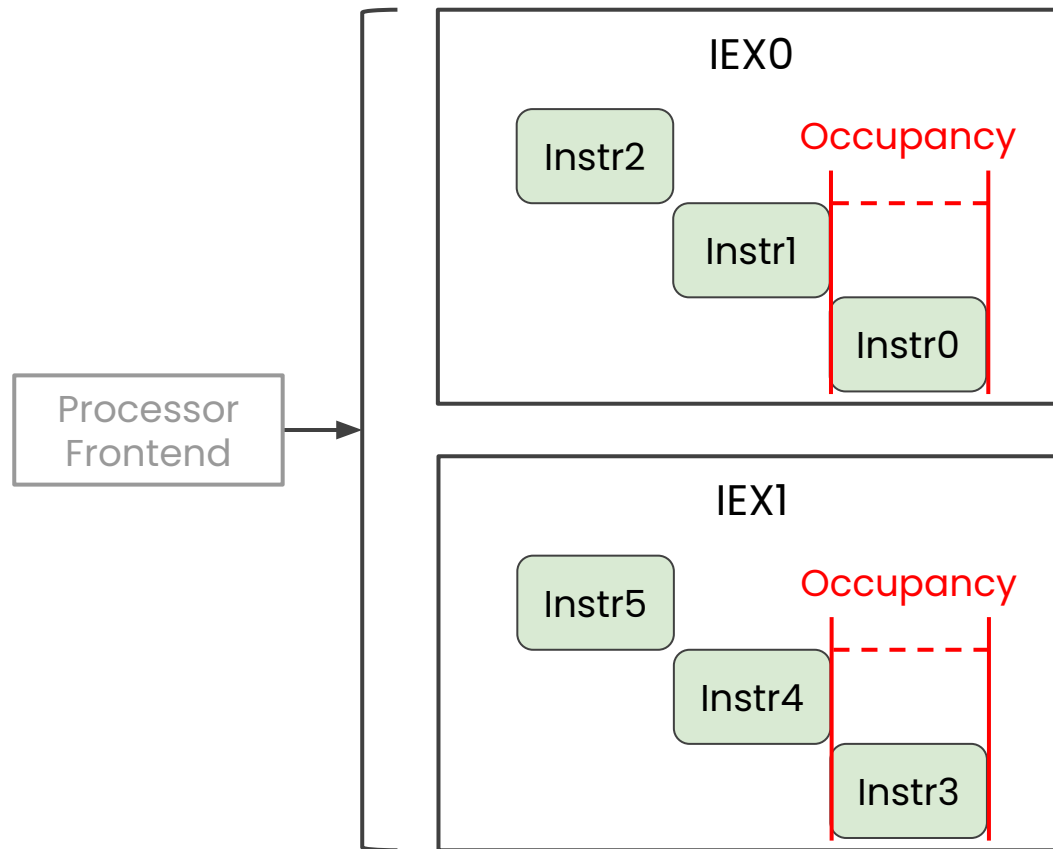 IEX0
Occupancy
Instr2
Instr1
Instr0
Processor
Frontend
IEX1
Occupancy
Instr5
Instr4
Instr3